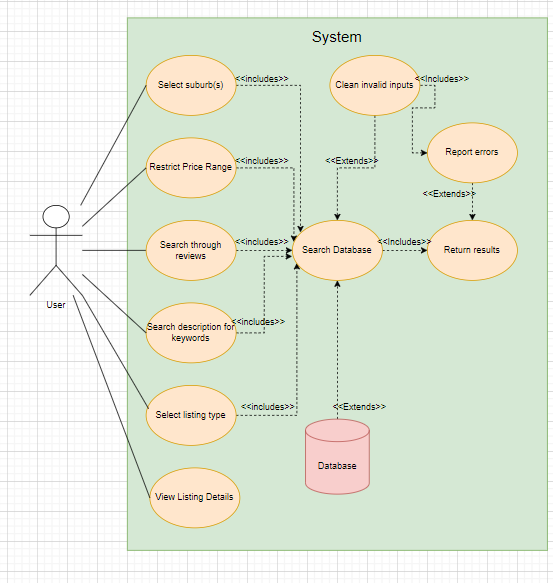 System
Select suburb(s)
<<includes>>
Clean invalid inputs
<<Includes>>
Report errors
Restrict Price Range
<<includes>>
<<Extends>>
<<Extends>>
Search through
reviews
<<includes>>
Search Database
<<Includes>>
Return results
User
Search description for
keywords
<<includes>>
Select listing type
<<includes>>
<<Extends>>
Database
View Listing Details